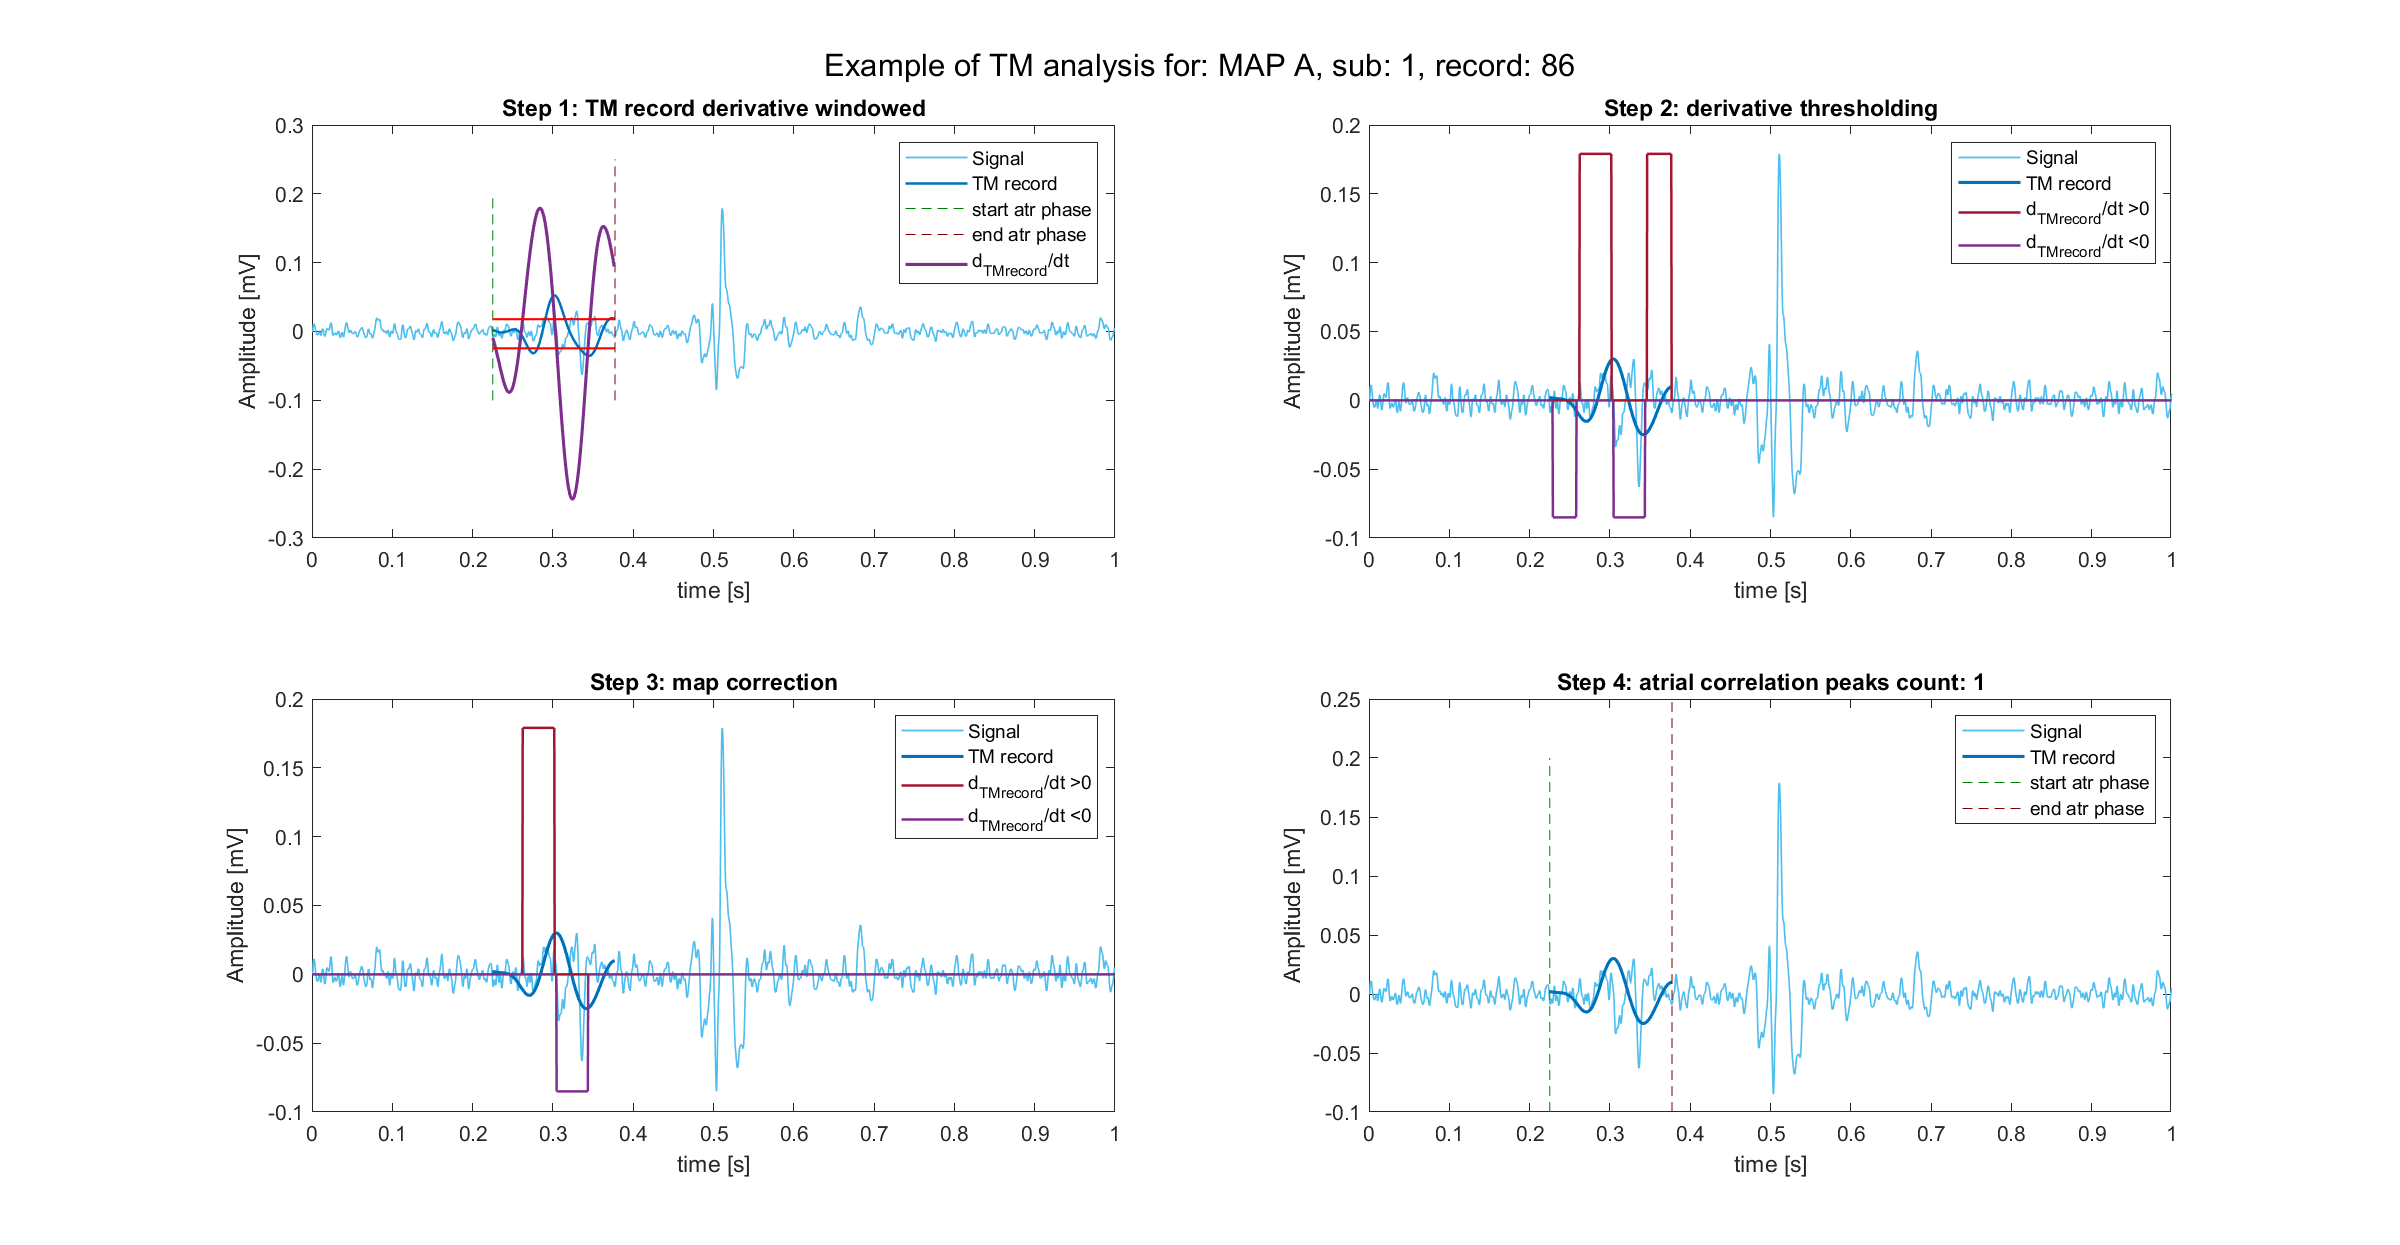 Example of TM analysis for: MAP A, sub: 1, record: 86
Step 1: TM record derivative windowed
0.3
0.2
0.1
0
-0.1
-0.2
-0.3
Amplitude [mV]
0 0.1 0.2 0.3 0.4 0.5 0.6 0.7 0.8 0.9 1
time [s]
Signal
TM record
start atr phase
end atr phase
dTMrecord/dt
Step 2: derivative thresholding
0.2
0.15
0.1
0.05
0
-0.05
-0.1
Amplitude [mV]
0 0.1 0.2 0.3 0.4 0.5 0.6 0.7 0.8 0.9 1
time [s]
Signal
TM record
dTMrecord/dt >0
dTMrecord/dt <0
Step 3: map correction
0.2
0.15
0.1
0.05
0
-0.05
-0.1
Amplitude [mV]
0 0.1 0.2 0.3 0.4 0.5 0.6 0.7 0.8 0.9 1
time [s]
Signal
TM record
dTMrecord/dt >0
dTMrecord/dt <0
Step 4: atrial correlation peaks count: 1
0.25
0.2
0.15
0.1
0.05
0
-0.05
-0.1
Amplitude [mV]
0 0.1 0.2 0.3 0.4 0.5 0.6 0.7 0.8 0.9 1
time [s]
Signal
TM record
start atr phase
end atr phase